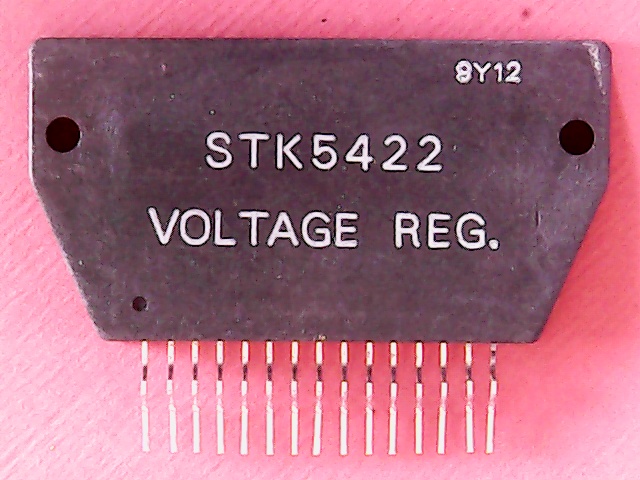 9Y12
STK5422
VOLTAGE REG.